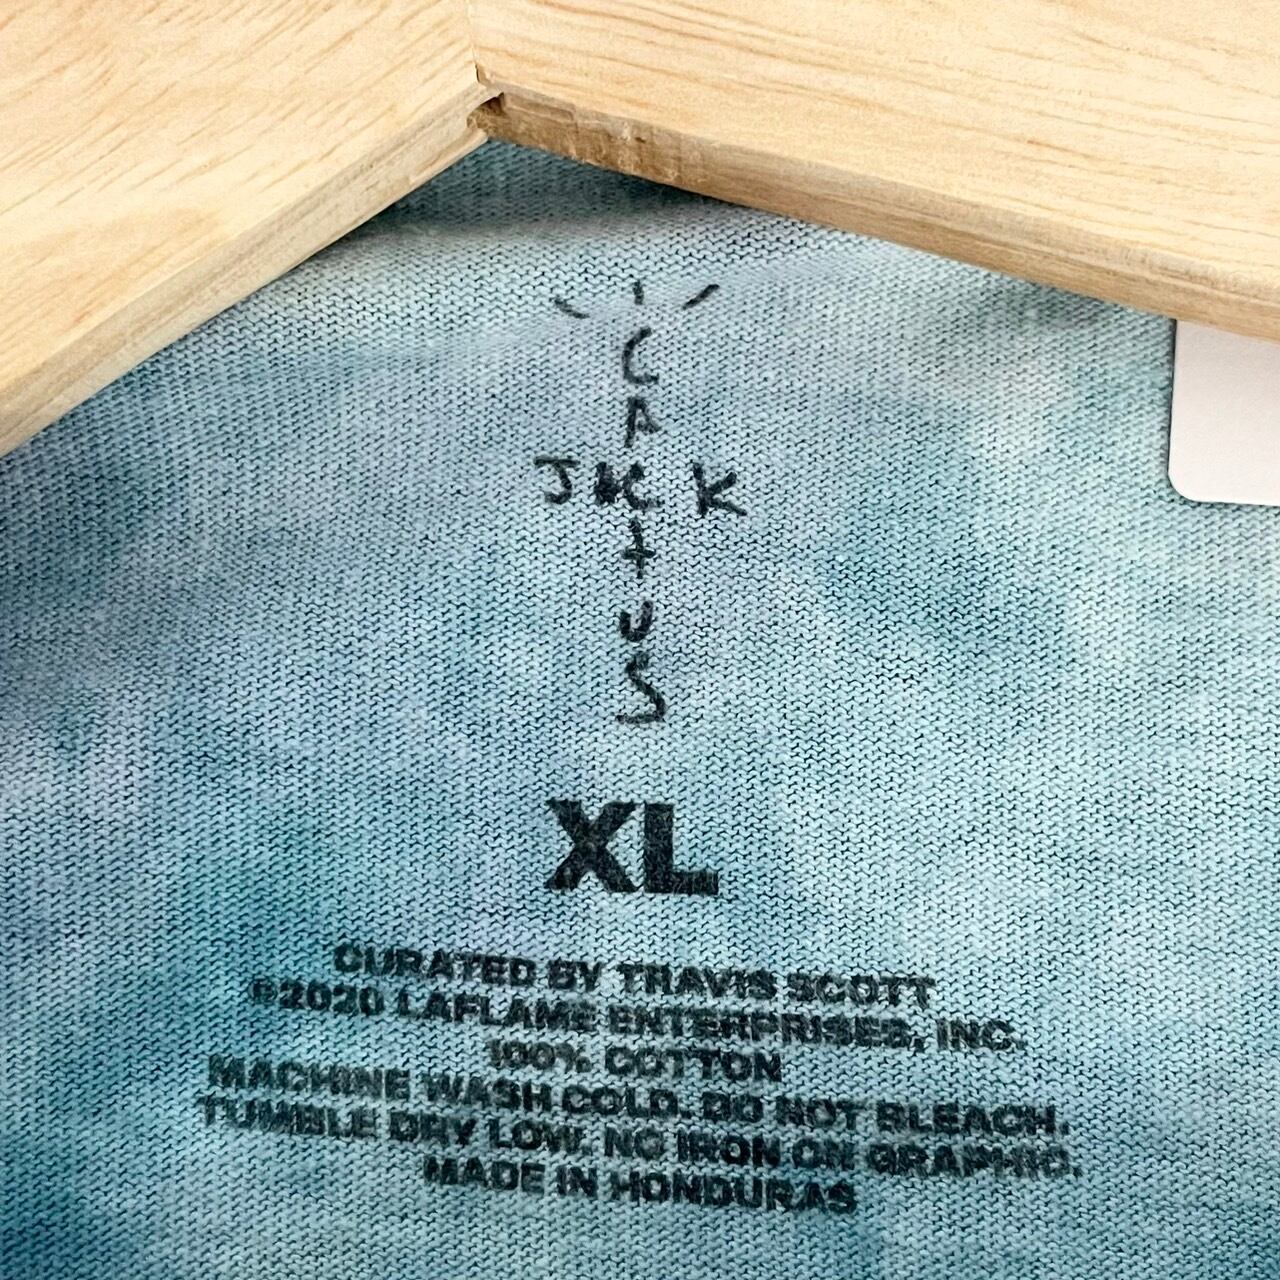 C
A
JACK
T
U
S
XL
CURATED BY TRAVIS SCOTT
©2020 LAFLAME ENTERPRISES, INC.
100% COTTON
MACHINE WASH COLD. DO NOT BLEACH.
TUMBLE DRY LOW. NO IRON ON GRAPHIC.
MADE IN HONDURAS